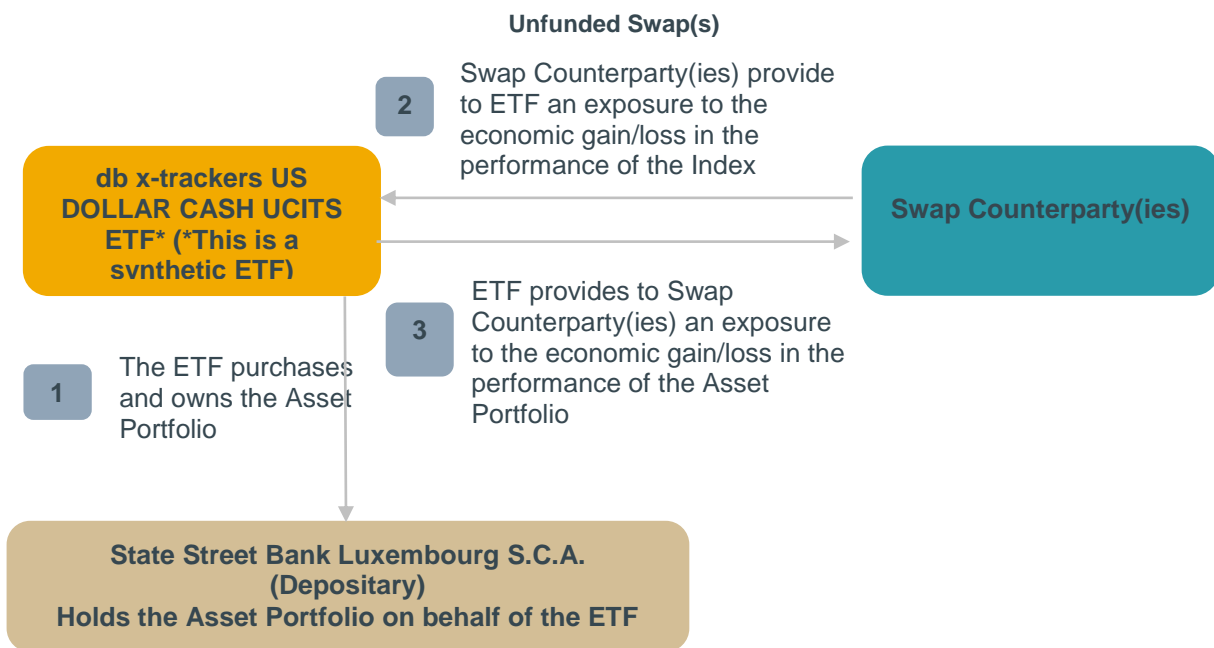 Unfunded Swap(s)
2
Swap Counterparty(ies) provide
to ETF an exposure to the
economic gain/loss in the
performance of the Index
db x-trackers US
DOLLAR CASH UCITS
ETF* (*This is a
synthetic ETF)
Swap Counterparty(ies)
3
ETF provides to Swap
Counterparty(ies) an exposure
to the economic gain/loss in the
performance of the Asset
Portfolio
1
The ETF purchases
and owns the Asset
Portfolio
State Street Bank Luxembourg S.C.A.
(Depositary)
Holds the Asset Portfolio on behalf of the ETF